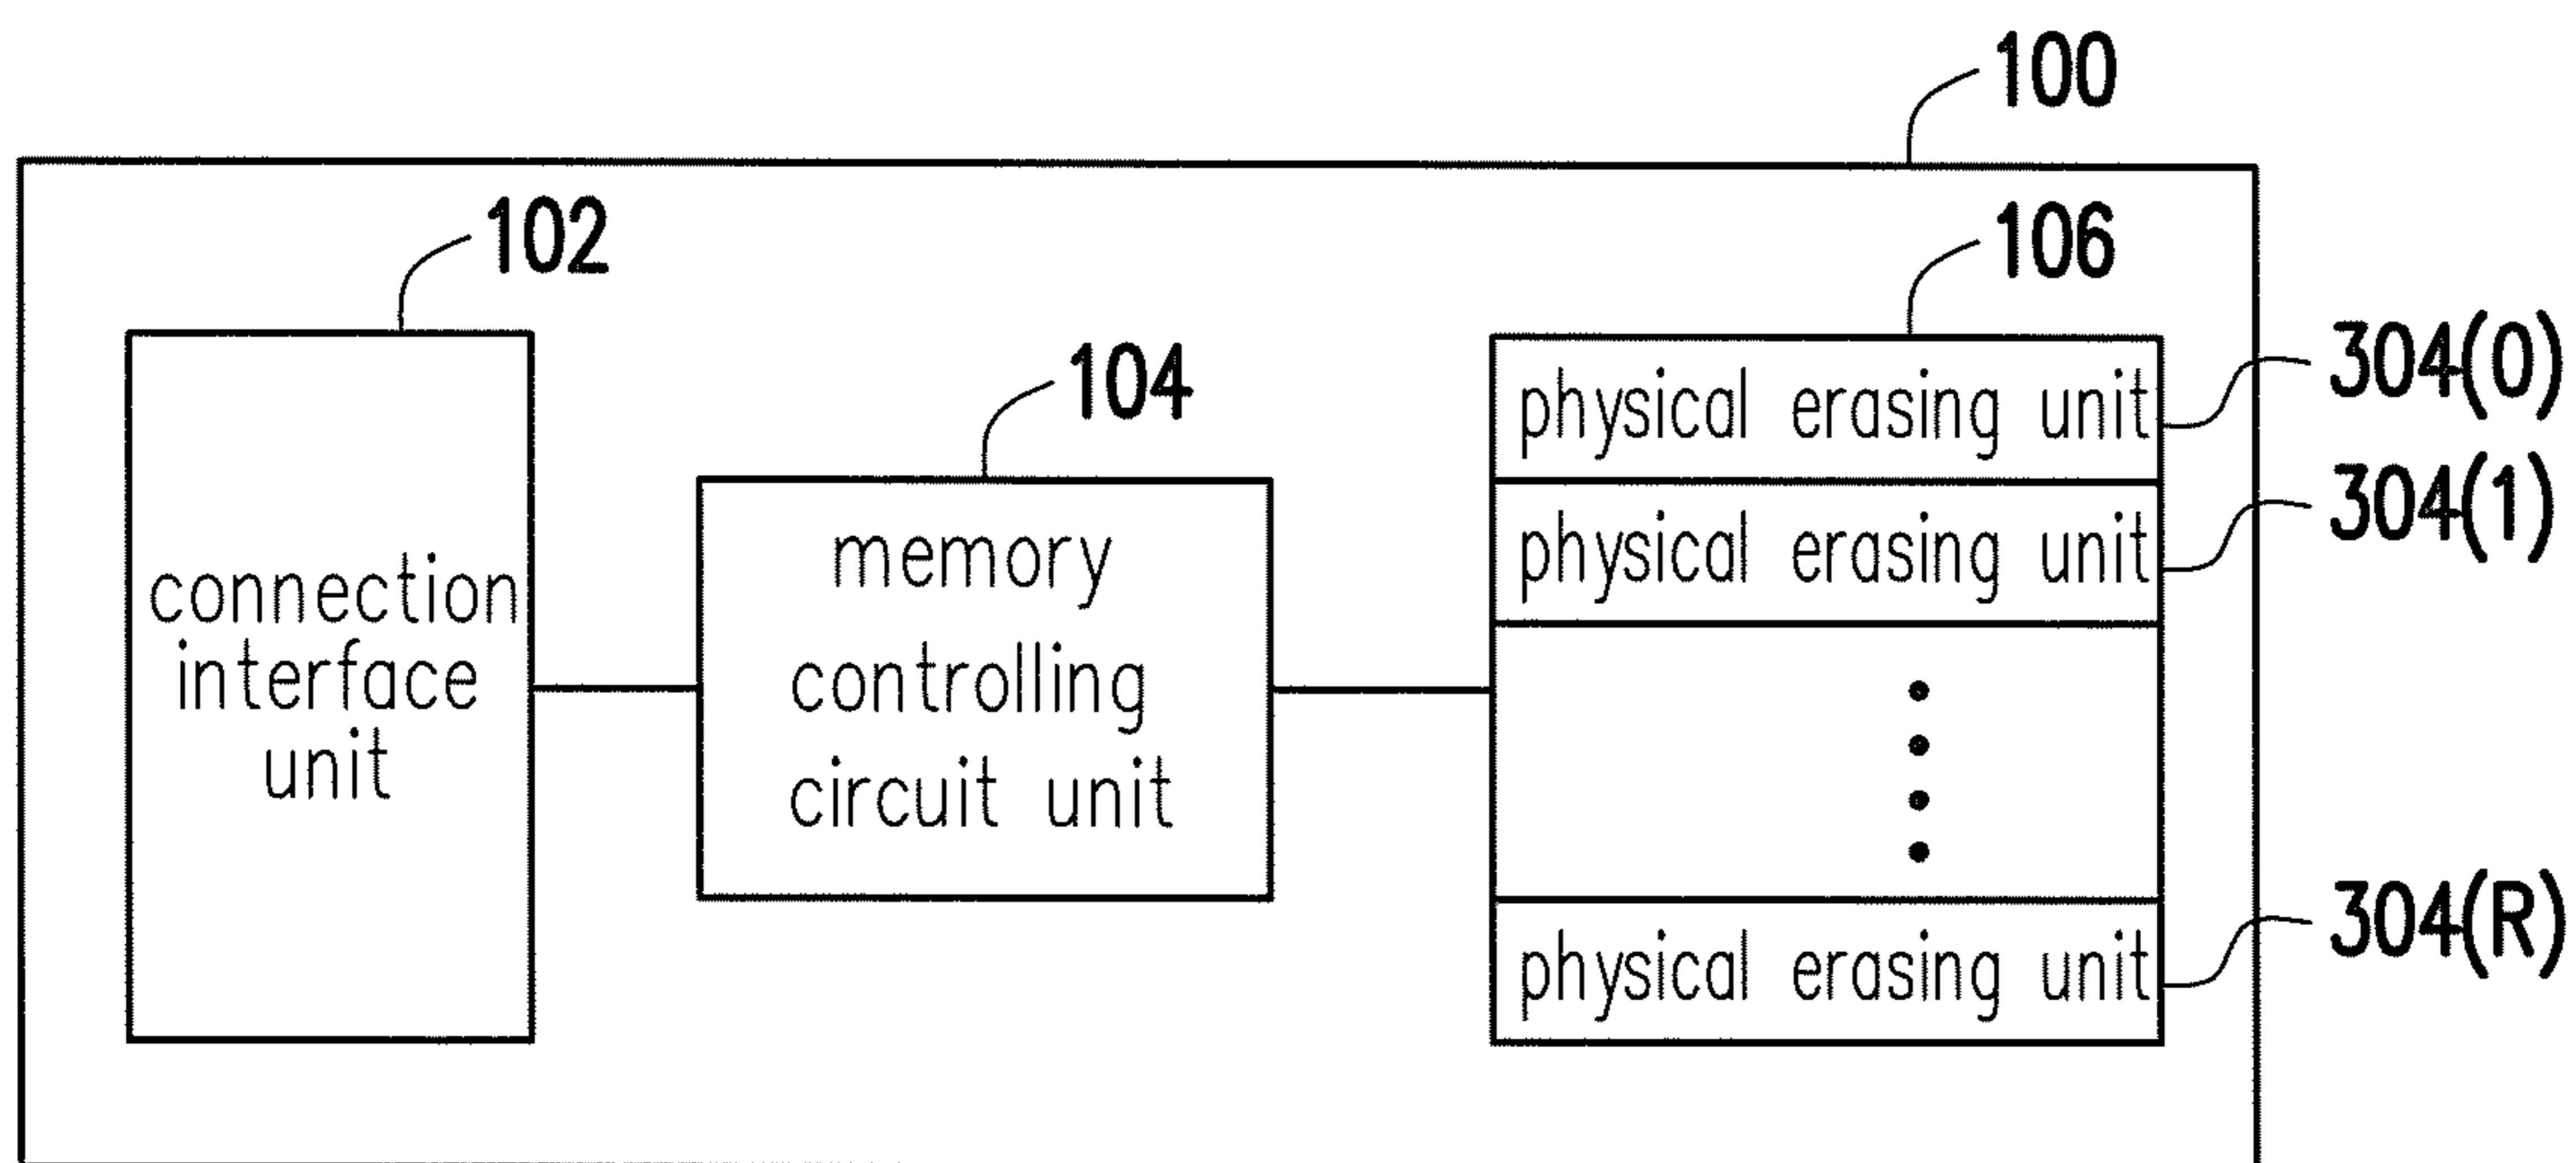 100
102
106
104
304(0)
physical erasing unit
304(1)
physical erasing unit
memory
connection
controlling
interface
circuit unit
unit
304(R)
physical erasing unit